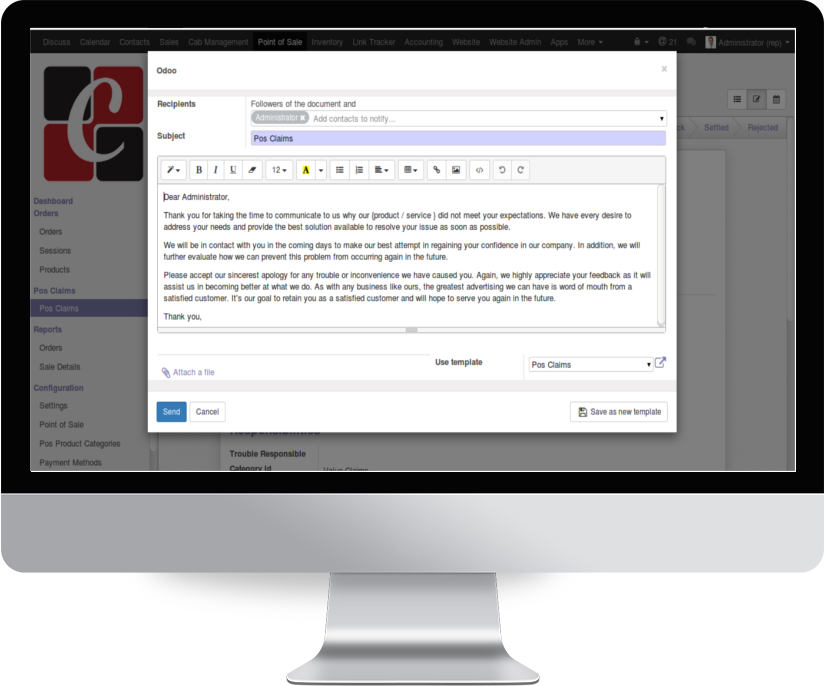 Discuss Calendar Contacts Sales Cab Management Point of Sale Inventory Link Tracker Accounting Website Website Admin Apps More @ 21 Administrator (rep)
Odoo ×
Recipients Followers of the document and
Administrator × Add contacts to notify...
Subject Pos Claims
B I U 12 A
Dear Administrator,
Thank you for taking the time to communicate to us why our {product / service } did not meet your expectations. We have every desire to
address your needs and provide the best solution available to resolve your issue as soon as possible.
We will be in contact with you in the coming days to make our best attempt in regaining your confidence in our company. In addition, we will
further evaluate how we can prevent this problem from occurring again in the future.
Please accept our sincerest apology for any trouble or inconvenience we have caused you. Again, we highly appreciate your feedback as it will
assist us in becoming better at what we do. As with any business like ours, the greatest advertising we can have is word of mouth from a
satisfied customer. It's our goal to retain you as a satisfied customer and will hope to serve you again in the future.
Thank you,
Attach a file
Use template Pos Claims
Send Cancel Save as new template
C
Dashboard
Orders
Orders
Sessions
Products
Pos Claims
Pos Claims
Reports
Orders
Sale Details
Configuration
Settings
Point of Sale
Pos Product Categories
Payment Methods
Settled Rejected
Trouble Responsible
Category Id